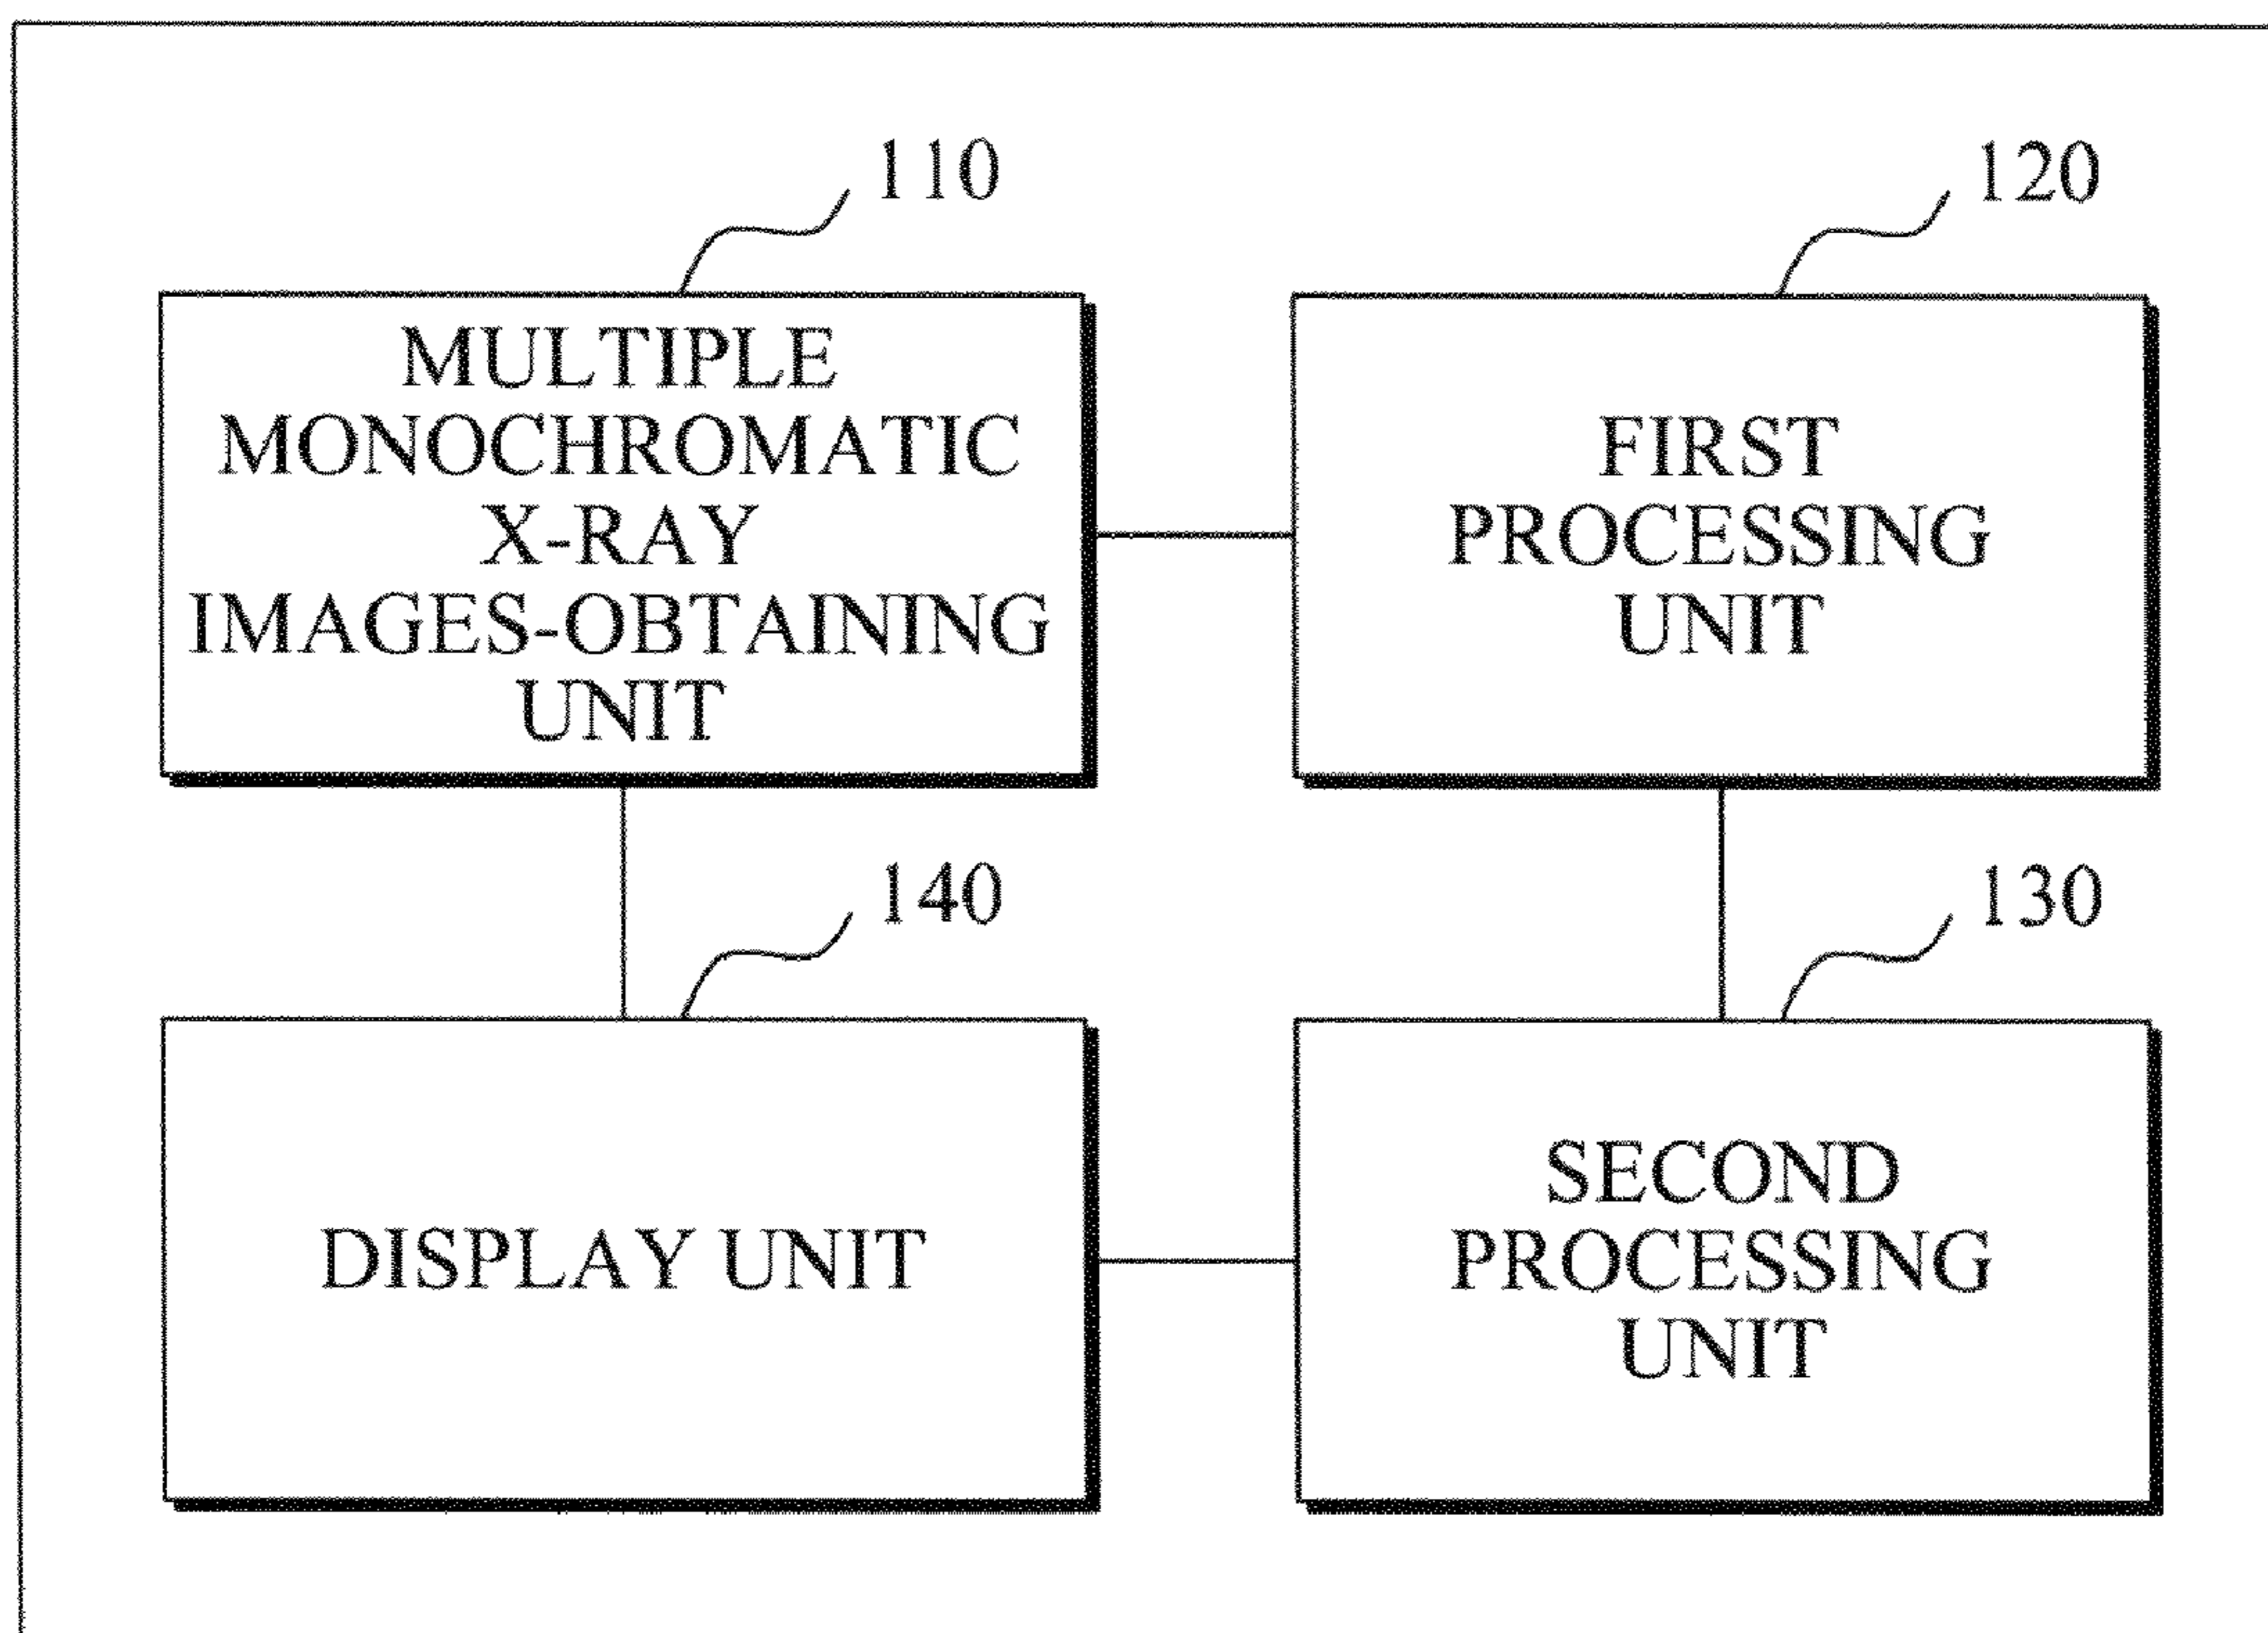 110
MULTIPLE
MONOCHROMATIC
X-RAY
IMAGES-OBTAINING
UNIT
120
FIRST
PROCESSING
UNIT
140
DISPLAY UNIT
130
SECOND
PROCESSING
UNIT